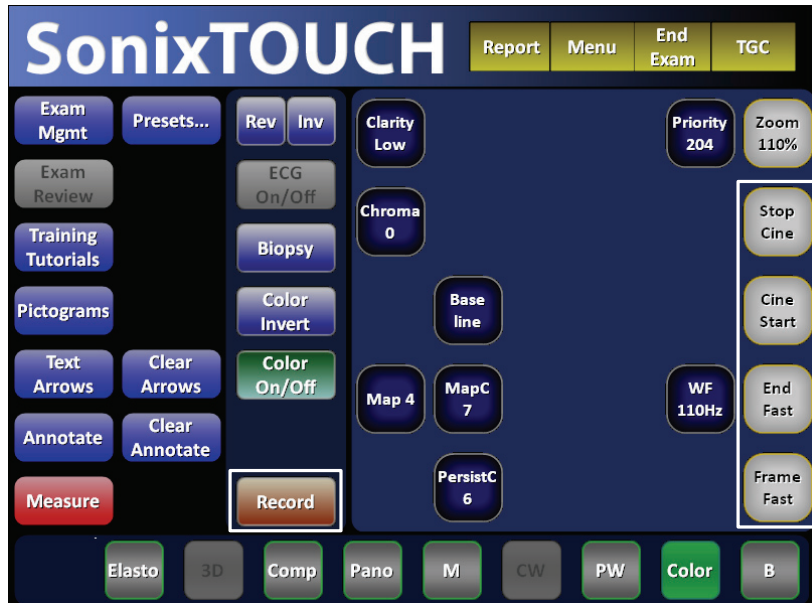 SonixTOUCH
Report
Menu
End
Exam
TGC
Exam
Mgmt
Presets...
Rev
Inv
Clarity
Low
Priority
204
Zoom
110%
Exam
Review
ECG
On/Off
Chroma
0
Stop
Cine
Training
Tutorials
Biopsy
Pictograms
Color
Invert
Base
line
Cine
Start
Text
Arrows
Clear
Arrows
Color
On/Off
Map 4
MapC
7
WF
110Hz
End
Fast
Annotate
Clear
Annotate
Measure
Record
PersistC
6
Frame
Fast
Elasto
3D
Comp
Pano
M
CW
PW
Color
B